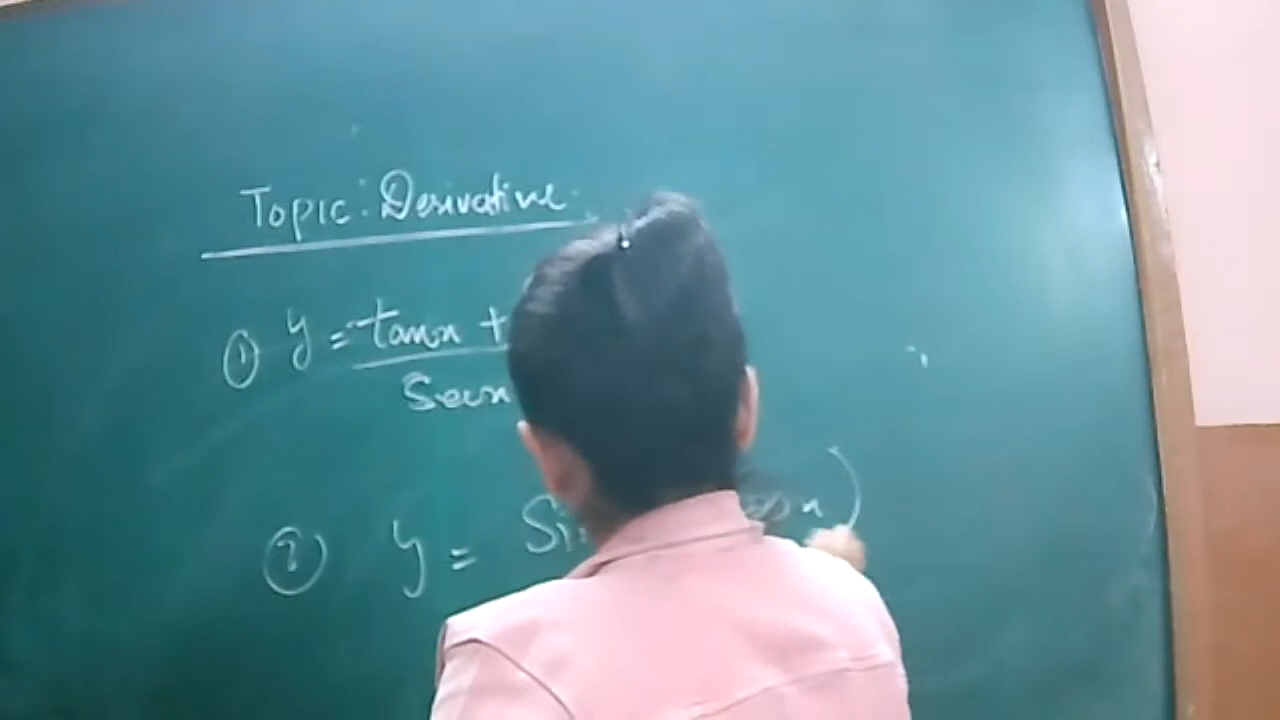 Topic: Derivative
① y = tanx +
secx
② y = Si
)